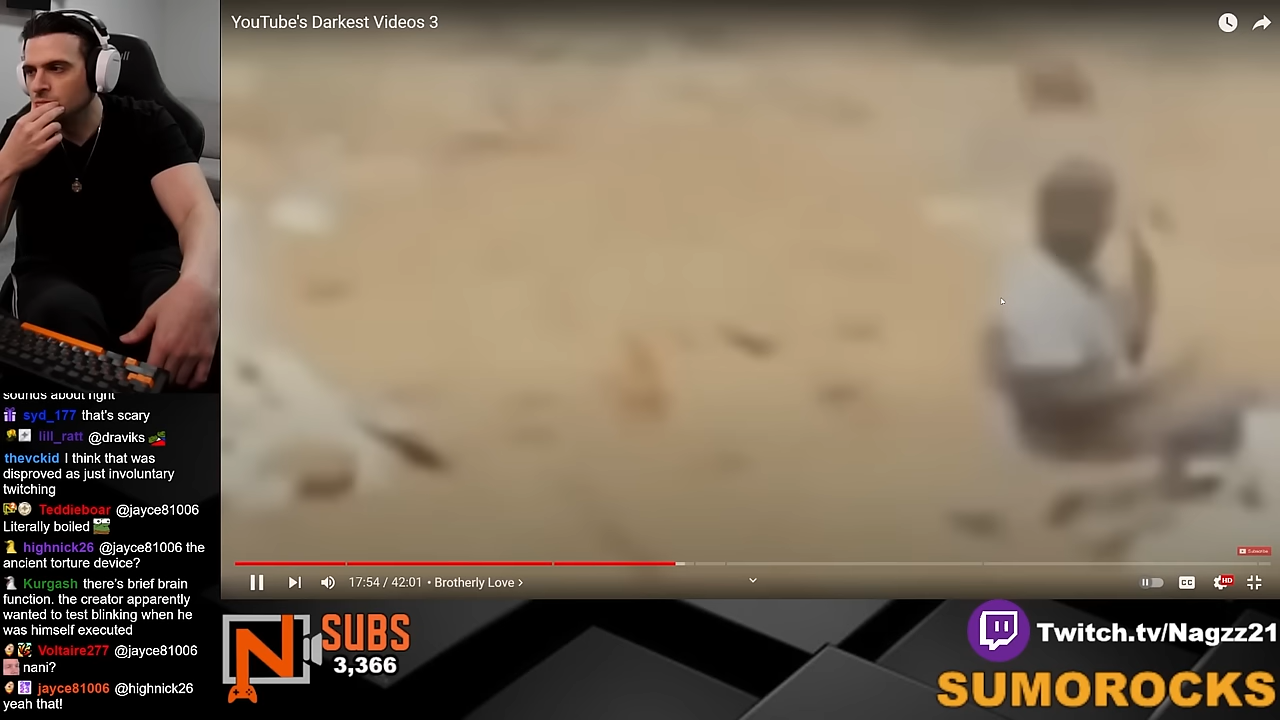 YouTube's Darkest Videos 3
sounds about right
syd_177 that's scary
lill_ratt @draviks
thevckid I think that was
disproved as just involuntary
twitching
Teddieboar @jayce81006
Literally boiled
highnick26 @jayce81006 the
ancient torture device?
Kurgash there's brief brain
function. the creator apparently
wanted to test blinking when he
was himself executed
Voltaire277 @jayce81006
nani?
jayce81006 @highnick26
yeah that!
Subscribe
17:54 / 42:01 • Brotherly Love >
CC
HD
N SUBS
3,366
Twitch.tv/Nagzz21
SUMOROCKS